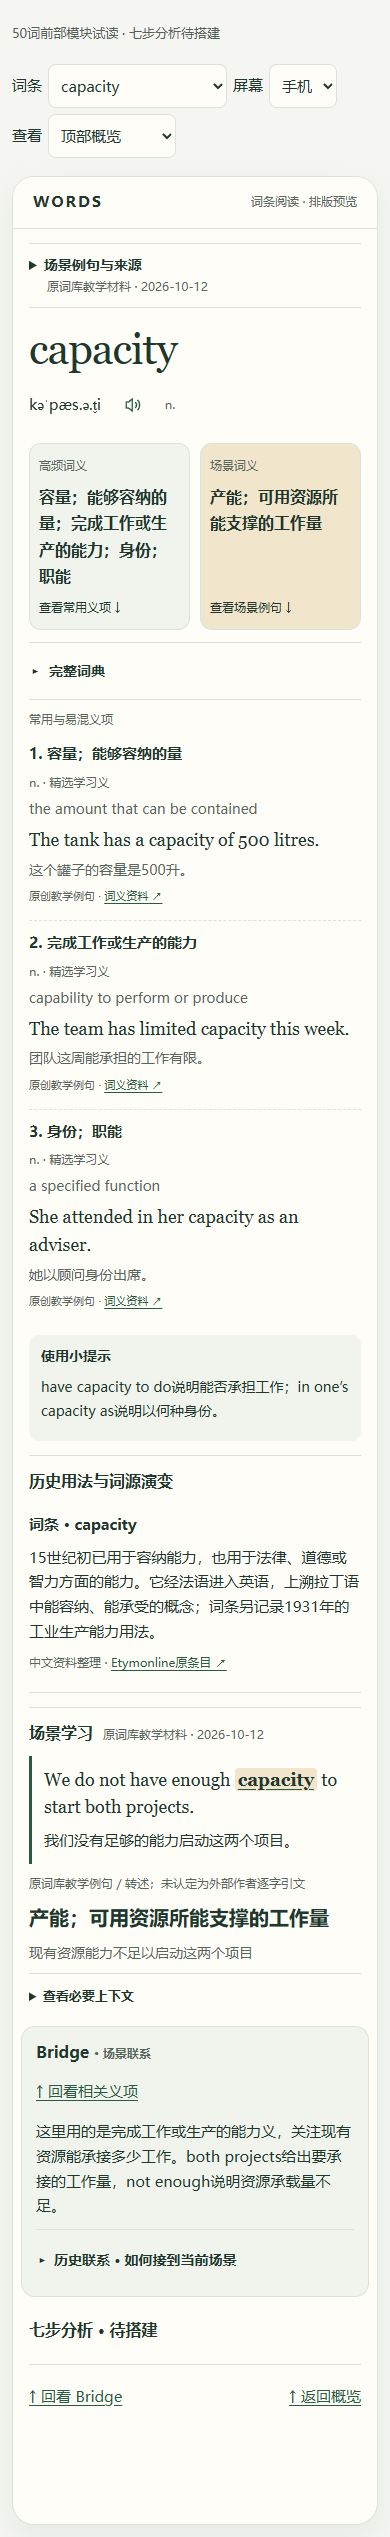 50词前部模块试读 · 七步分析待搭建
词条 capacity 屏幕 手机
查看 顶部概览
WORDS 词条阅读 · 排版预览
▶ 场景例句与来源
原词库教学材料 · 2026-10-12
capacity
kəˈpæs.ə.t̬i n.
高频词义
容量；能够容纳的
量；完成工作或生
产的能力；身份；
职能
查看常用义项 ↓
场景词义
产能；可用资源所
能支撑的工作量
查看场景例句 ↓
▸ 完整词典
常用与易混义项
1. 容量；能够容纳的量
n. · 精选学习义
the amount that can be contained
The tank has a capacity of 500 litres.
这个罐子的容量是500升。
原创教学例句 · 词义资料 ↗
2. 完成工作或生产的能力
n. · 精选学习义
capability to perform or produce
The team has limited capacity this week.
团队这周能承担的工作有限。
原创教学例句 · 词义资料 ↗
3. 身份；职能
n. · 精选学习义
a specified function
She attended in her capacity as an
adviser.
她以顾问身份出席。
原创教学例句 · 词义资料 ↗
使用小提示
have capacity to do说明能否承担工作；in one's
capacity as说明以何种身份。
历史用法与词源演变
词条 • capacity
15世纪初已用于容纳能力，也用于法律、道德或
智力方面的能力。它经法语进入英语，上溯拉丁语
中能容纳、能承受的概念；词条另记录1931年的
工业生产能力用法。
中文资料整理 · Etymonline原条目 ↗
场景学习 原词库教学材料 · 2026-10-12
We do not have enough capacity to
start both projects.
我们没有足够的能力启动这两个项目。
原词库教学例句 / 转述；未认定为外部作者逐字引文
产能；可用资源所能支撑的工作量
现有资源能力不足以启动这两个项目
▶ 查看必要上下文
Bridge • 场景联系
↑ 回看相关义项
这里用的是完成工作或生产的能力义，关注现有
资源能承接多少工作。both projects给出要承
接的工作量，not enough说明资源承载量不
足。
▸ 历史联系 • 如何接到当前场景
七步分析 • 待搭建
↑ 回看 Bridge ↑ 返回概览